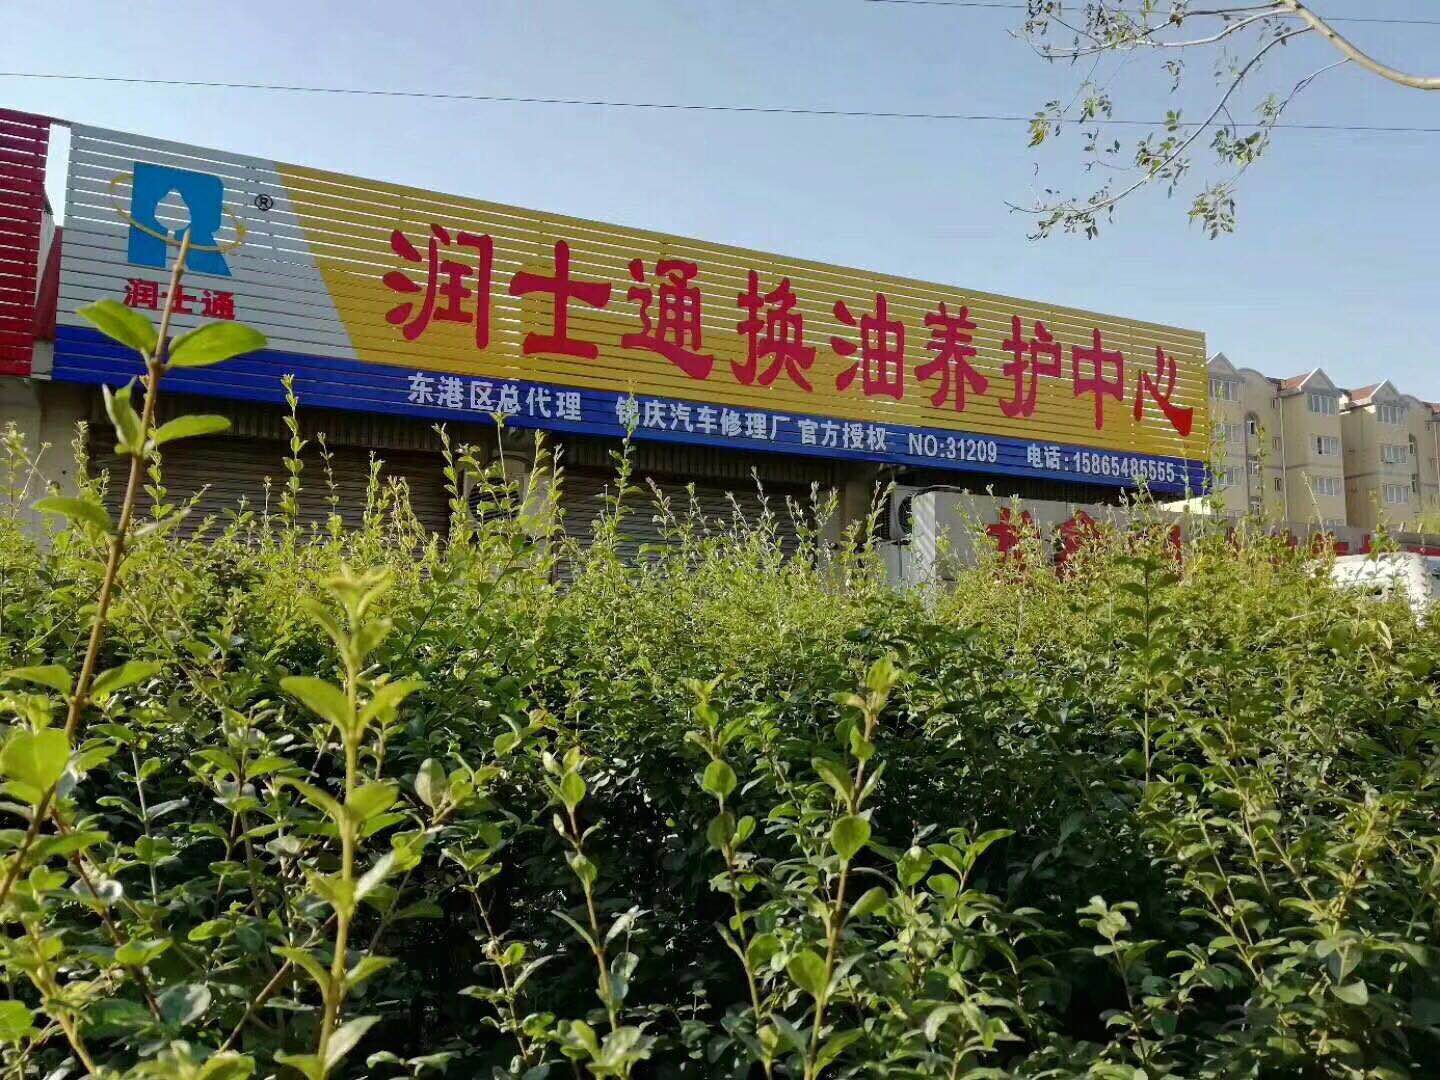 R®
润士通
润士通换油养护中心
东港区总代理 锦庆汽车修理厂 官方授权 NO:31209 电话:15865485555